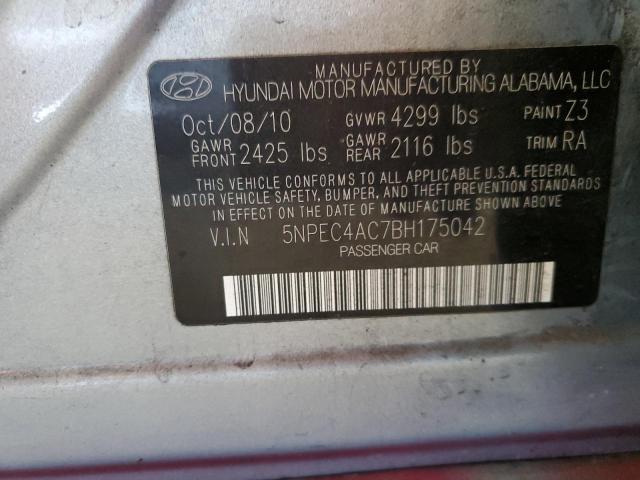 MANUFACTURED BY
HYUNDAI MOTOR MANUFACTURING ALABAMA, LLC
Oct/08/10 GVWR 4299 lbs PAINT Z3
GAWR FRONT 2425 lbs GAWR REAR 2116 lbs TRIM RA
THIS VEHICLE CONFORMS TO ALL APPLICABLE U.S.A. FEDERAL
MOTOR VEHICLE SAFETY, BUMPER, AND THEFT PREVENTION STANDARDS
IN EFFECT ON THE DATE OF MANUFACTURE SHOWN ABOVE
V.I.N 5NPEC4AC7BH175042
PASSENGER CAR